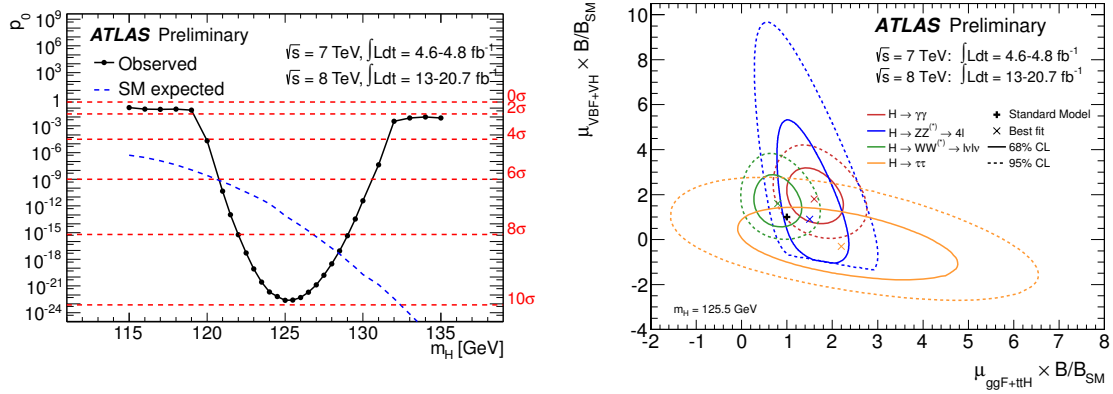 p₀
10⁹
10⁶
10³
1
10⁻³
10⁻⁶
10⁻⁹
10⁻¹²
10⁻¹⁵
10⁻¹⁸
10⁻²¹
10⁻²⁴
ATLAS Preliminary
Observed
SM expected
√s = 7 TeV, ∫Ldt = 4.6-4.8 fb⁻¹
√s = 8 TeV, ∫Ldt = 13-20.7 fb⁻¹
0σ
2σ
4σ
6σ
8σ
10σ
115 120 125 130 135
m_H [GeV]
μ_VBF+VH × B/B_SM
10
8
6
4
2
0
-2
-4
ATLAS Preliminary
√s = 7 TeV: ∫Ldt = 4.6-4.8 fb⁻¹
√s = 8 TeV: ∫Ldt = 13-20.7 fb⁻¹
H → γγ
H → ZZ⁽*⁾ → 4l
H → WW⁽*⁾ → lνlν
H → ττ
Standard Model
Best fit
68% CL
95% CL
m_H = 125.5 GeV
-2 -1 0 1 2 3 4 5 6 7 8
μ_ggF+ttH × B/B_SM